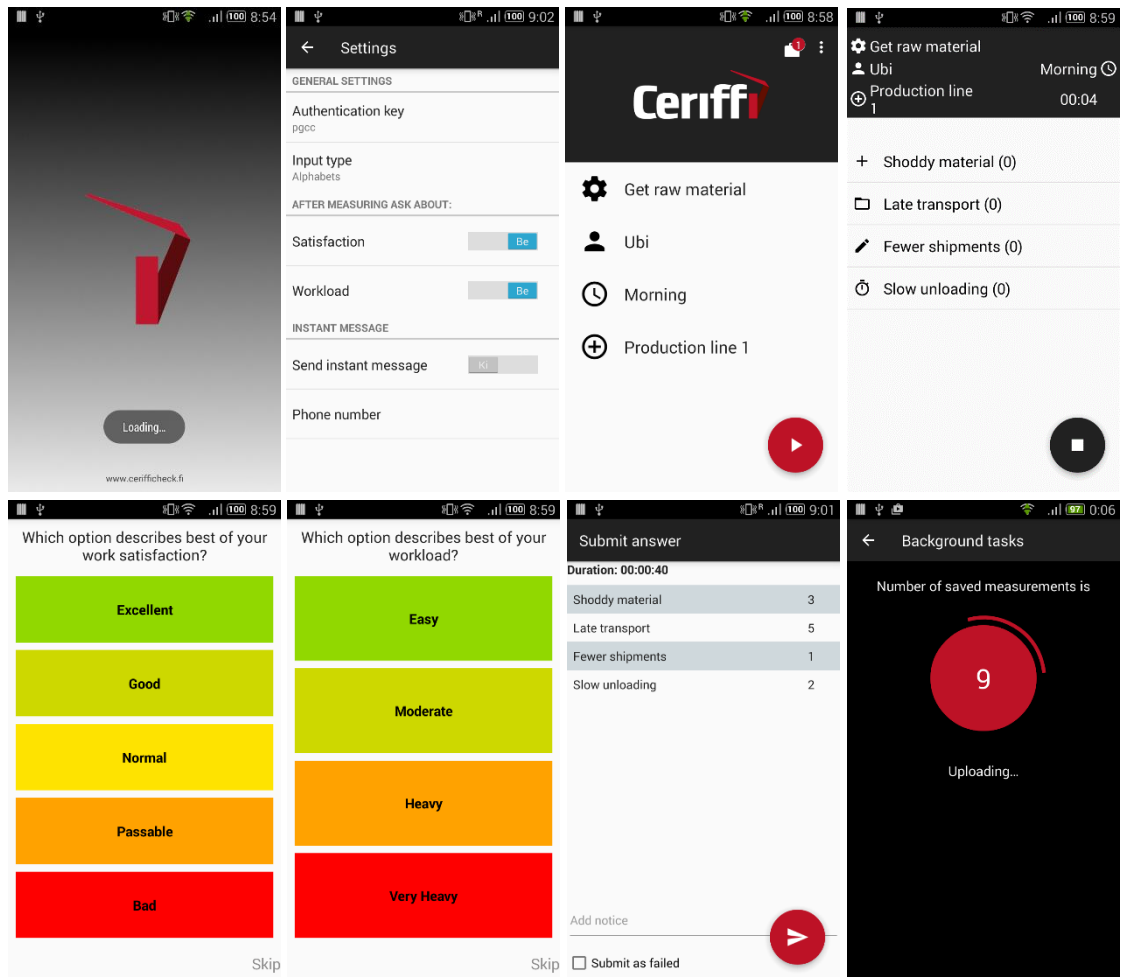 100 8:54
Loading...
www.cerifficheck.fi
R 100 9:02
Settings
GENERAL SETTINGS
Authentication key
pgcc
Input type
Alphabets
AFTER MEASURING ASK ABOUT:
Satisfaction Be
Workload Be
INSTANT MESSAGE
Send instant message Ki
Phone number
100 8:58
1
Ceriffi
Get raw material
Ubi
Morning
Production line 1
100 8:59
Get raw material
Ubi Morning
Production line
1 00:04
Shoddy material (0)
Late transport (0)
Fewer shipments (0)
Slow unloading (0)
100 8:59
Which option describes best of your
work satisfaction?
Excellent
Good
Normal
Passable
Bad
Skip
100 8:59
Which option describes best of your
workload?
Easy
Moderate
Heavy
Very Heavy
Skip
R 100 9:01
Submit answer
Duration: 00:00:40
Shoddy material 3
Late transport 5
Fewer shipments 1
Slow unloading 2
Add notice
Submit as failed
97 0:06
Background tasks
Number of saved measurements is
9
Uploading...